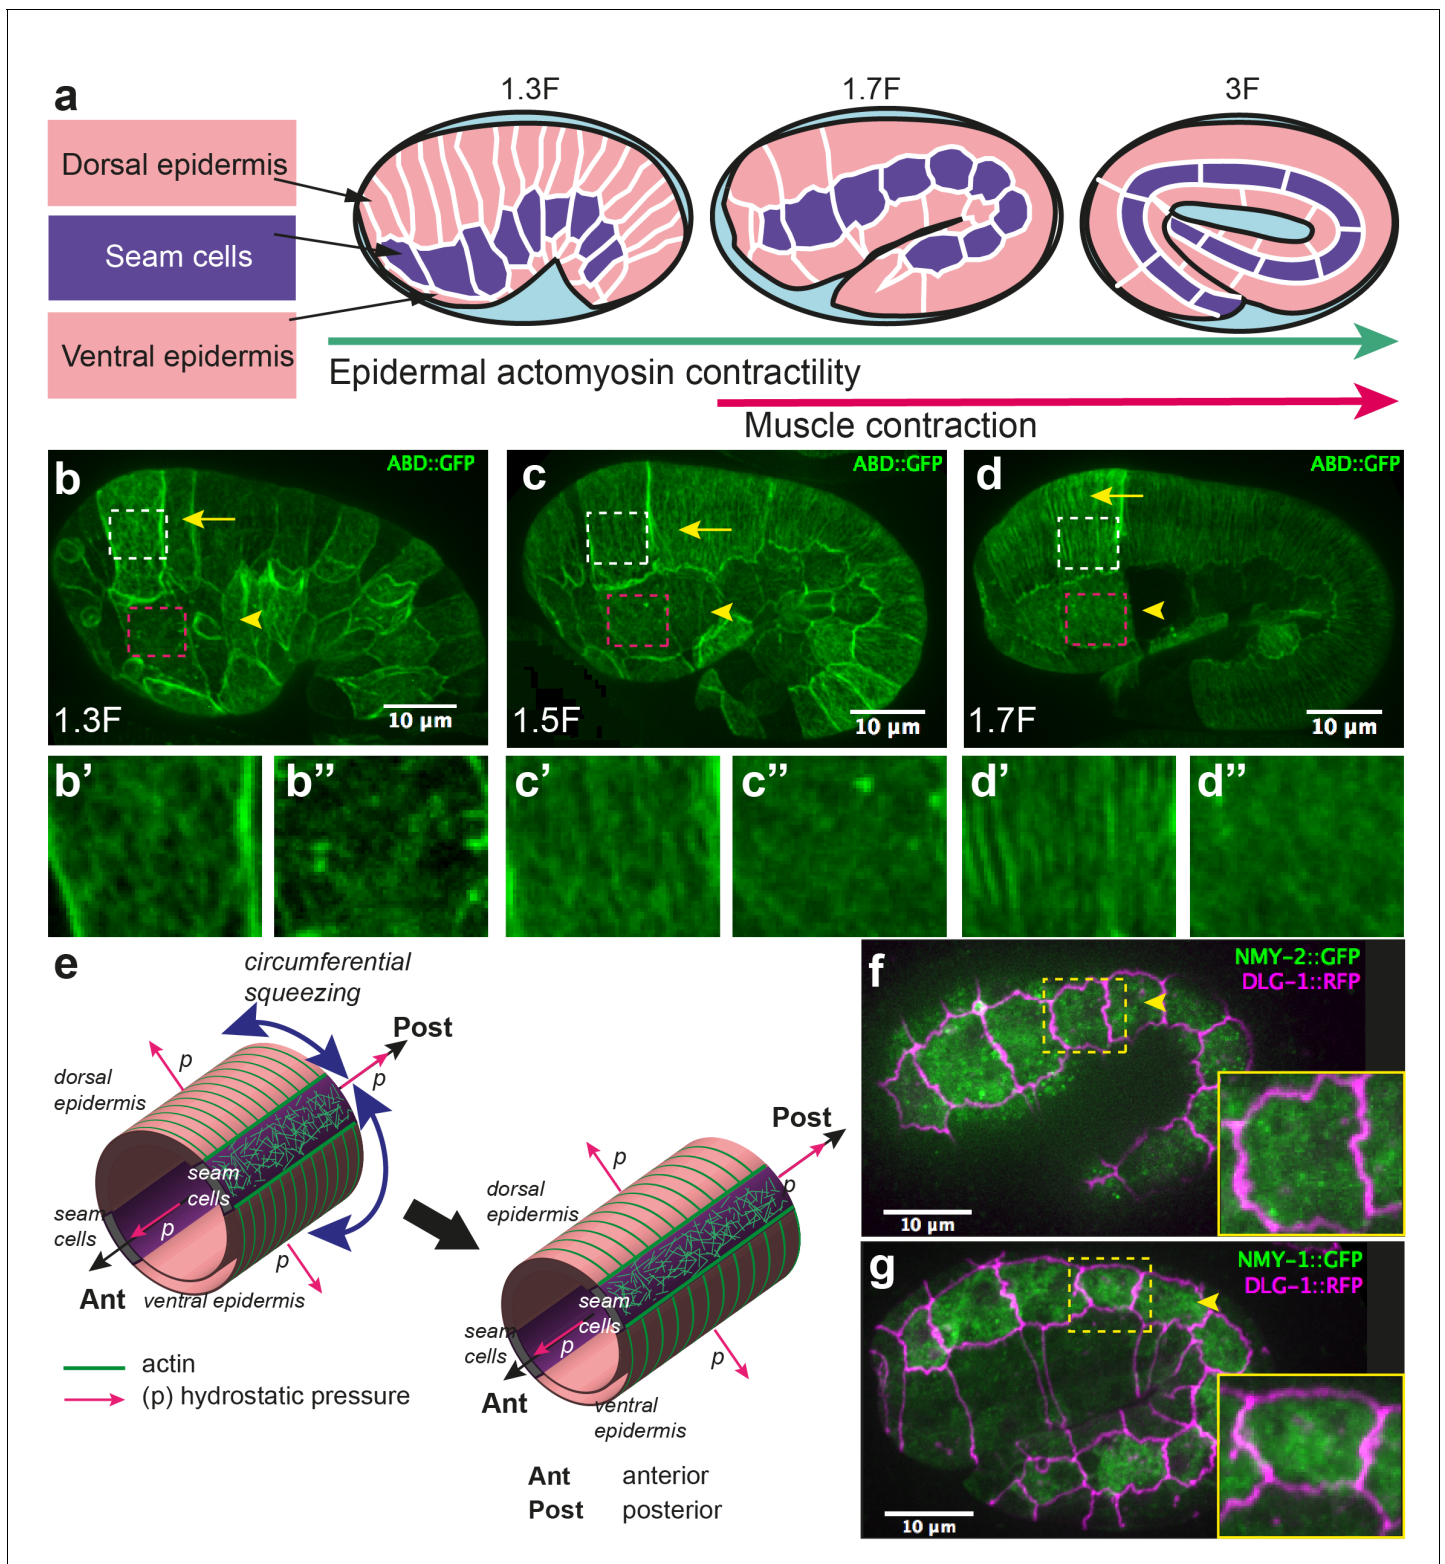 a
1.3F
1.7F
3F
Dorsal epidermis
Seam cells
Ventral epidermis
Epidermal actomyosin contractility
Muscle contraction
b
ABD::GFP
1.3F
10 µm
c
ABD::GFP
1.5F
10 µm
d
ABD::GFP
1.7F
10 µm
b’
b’’
c’
c’’
d’
d’’
e
circumferential
squeezing
Post
p
p
dorsal
epidermis
seam
cells
seam
cells
p
p
Ant
ventral epidermis
actin
(p) hydrostatic pressure
Post
p
p
dorsal
epidermis
seam
cells
seam
cells
p
p
Ant
ventral
epidermis
Ant anterior
Post posterior
f
NMY-2::GFP
DLG-1::RFP
10 µm
g
NMY-1::GFP
DLG-1::RFP
10 µm